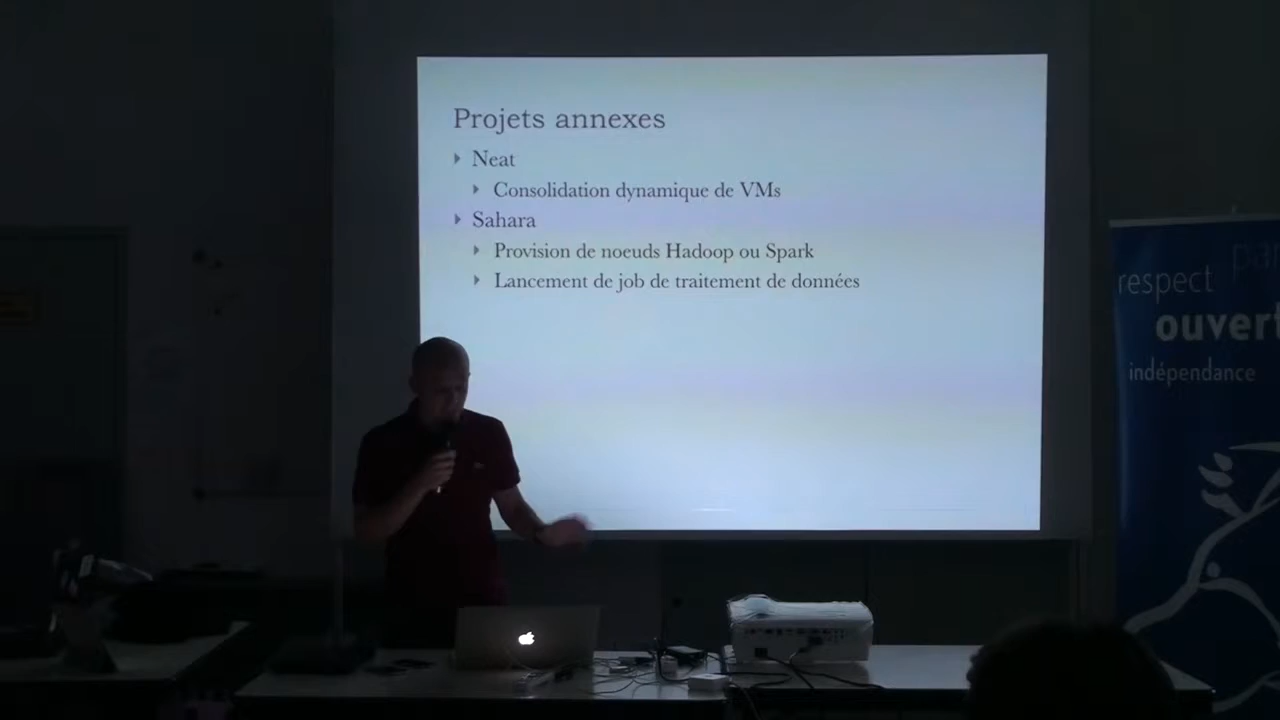 Projets annexes
Neat
Consolidation dynamique de VMs
Sahara
Provision de noeuds Hadoop ou Spark
Lancement de job de traitement de données
respect
ouvert
indépendance